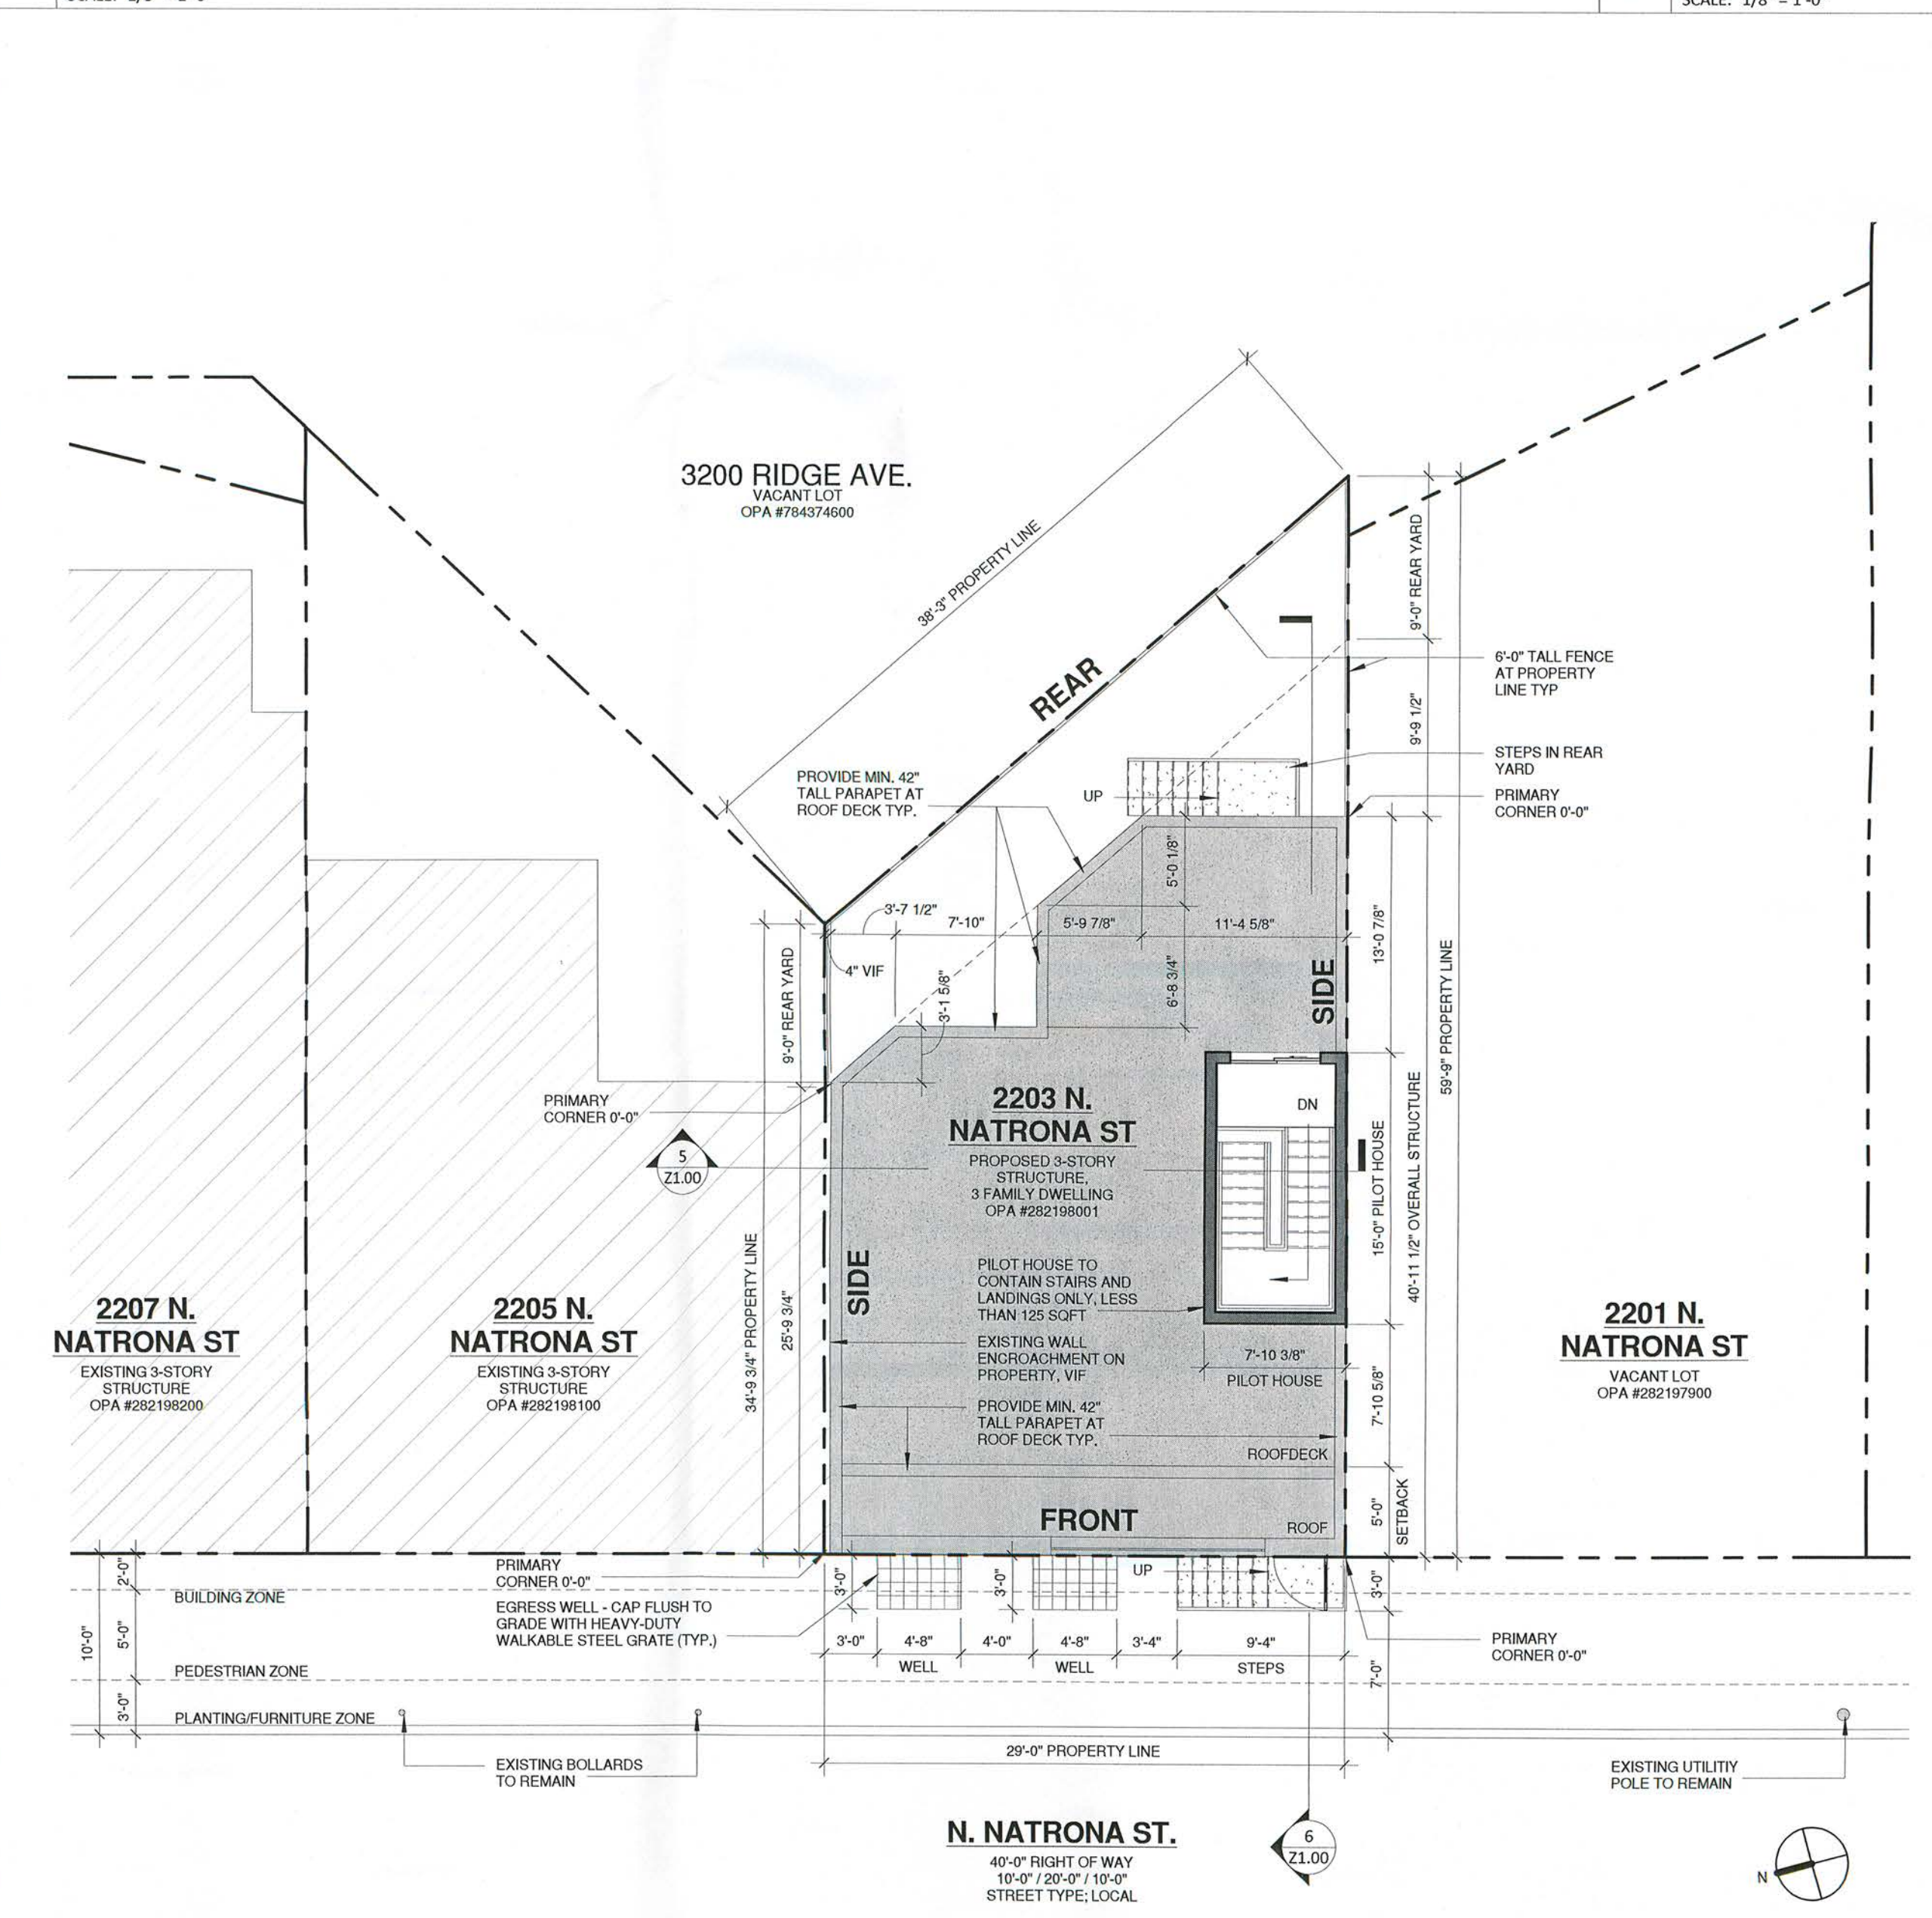 SCALE: 1/8" = 1'-0"
3200 RIDGE AVE.
VACANT LOT
OPA #784374600
38'-3" PROPERTY LINE
REAR
9'-0" REAR YARD
9'-9 1/2"
6'-0" TALL FENCE
AT PROPERTY
LINE TYP
STEPS IN REAR
YARD
PRIMARY
CORNER 0'-0"
PROVIDE MIN. 42"
TALL PARAPET AT
ROOF DECK TYP.
UP
5'-0 1/8"
3'-7 1/2"
7'-10"
5'-9 7/8"
11'-4 5/8"
13'-0 7/8"
4" VIF
3'-1 5/8"
6'-8 3/4"
SIDE
9'-0" REAR YARD
59'-9" PROPERTY LINE
PRIMARY
CORNER 0'-0"
5
Z1.00
2203 N.
NATRONA ST
PROPOSED 3-STORY
STRUCTURE,
3 FAMILY DWELLING
OPA #282198001
DN
15'-0" PILOT HOUSE
40'-11 1/2" OVERALL STRUCTURE
34'-9 3/4" PROPERTY LINE
25'-9 3/4"
SIDE
PILOT HOUSE TO
CONTAIN STAIRS AND
LANDINGS ONLY, LESS
THAN 125 SQFT
EXISTING WALL
ENCROACHMENT ON
PROPERTY, VIF
7'-10 3/8"
PILOT HOUSE
7'-10 5/8"
PROVIDE MIN. 42"
TALL PARAPET AT
ROOF DECK TYP.
ROOFDECK
2207 N.
NATRONA ST
EXISTING 3-STORY
STRUCTURE
OPA #282198200
2205 N.
NATRONA ST
EXISTING 3-STORY
STRUCTURE
OPA #282198100
2201 N.
NATRONA ST
VACANT LOT
OPA #282197900
FRONT
ROOF
5'-0"
SETBACK
2'-0"
BUILDING ZONE
PRIMARY
CORNER 0'-0"
EGRESS WELL - CAP FLUSH TO
GRADE WITH HEAVY-DUTY
WALKABLE STEEL GRATE (TYP.)
3'-0"
3'-0"
UP
3'-0"
10'-0"
5'-0"
3'-0"
4'-8"
4'-0"
4'-8"
3'-4"
9'-4"
WELL
WELL
STEPS
7'-0"
PRIMARY
CORNER 0'-0"
PEDESTRIAN ZONE
3'-0"
PLANTING/FURNITURE ZONE
EXISTING BOLLARDS
TO REMAIN
29'-0" PROPERTY LINE
EXISTING UTILITIY
POLE TO REMAIN
N. NATRONA ST.
40'-0" RIGHT OF WAY
10'-0" / 20'-0" / 10'-0"
STREET TYPE; LOCAL
6
Z1.00
N